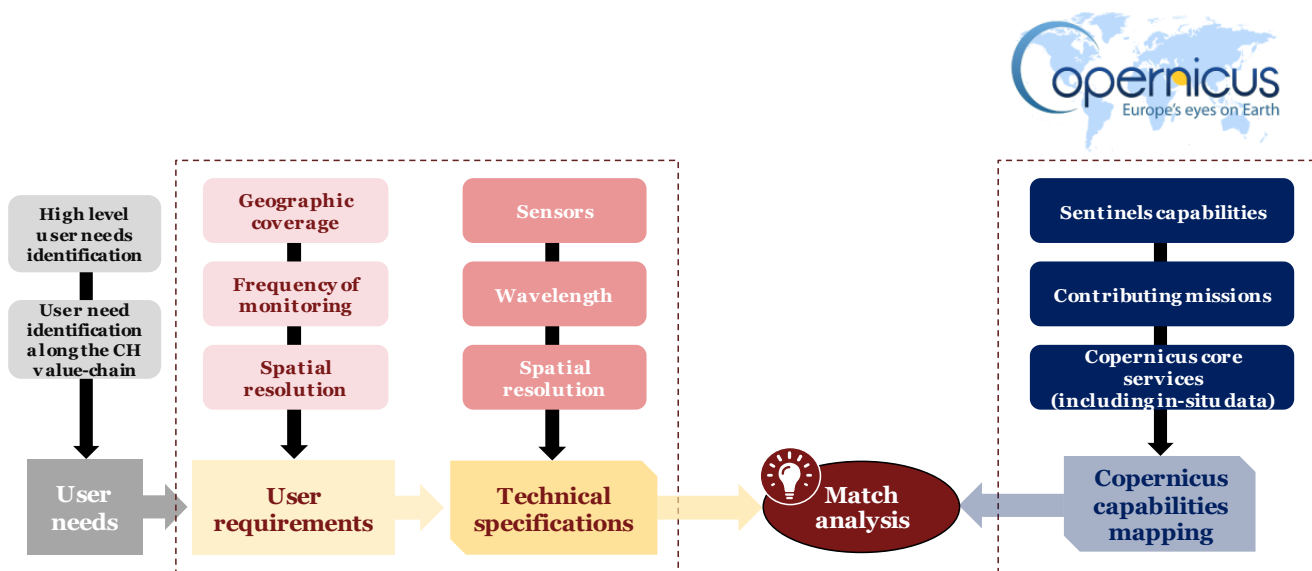 opernicus
Europe's eyes on Earth
High level
user needs
identification
User need
identification
along the CH
value-chain
User
needs
Geographic
coverage
Frequency of
monitoring
Spatial
resolution
User
requirements
Sensors
Wavelength
Spatial
resolution
Technical
specifications
Match
analysis
Sentinels capabilities
Contributing missions
Copernicus core
services
(including in-situ data)
Copernicus
capabilities
mapping